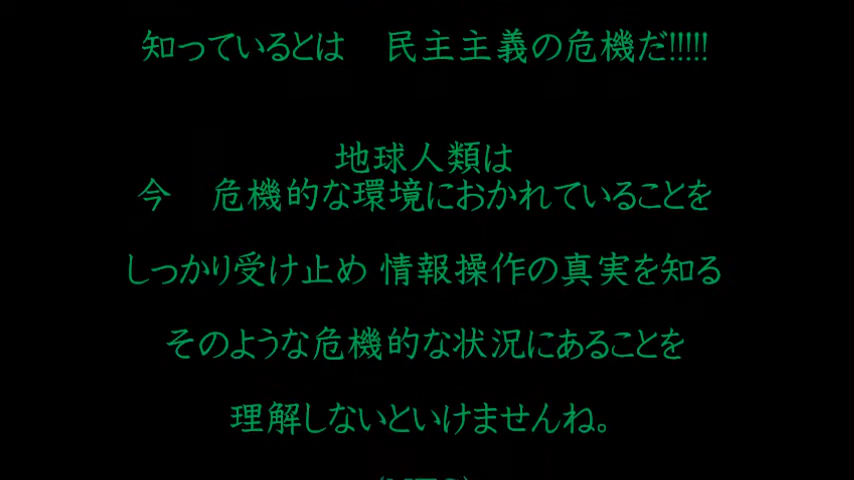 知っているとは　民主主義の危機だ!!!!!
地球人類は
今　危機的な環境におかれていることを
しっかり受け止め 情報操作の真実を知る
そのような危機的な状況にあることを
理解しないといけませんね。